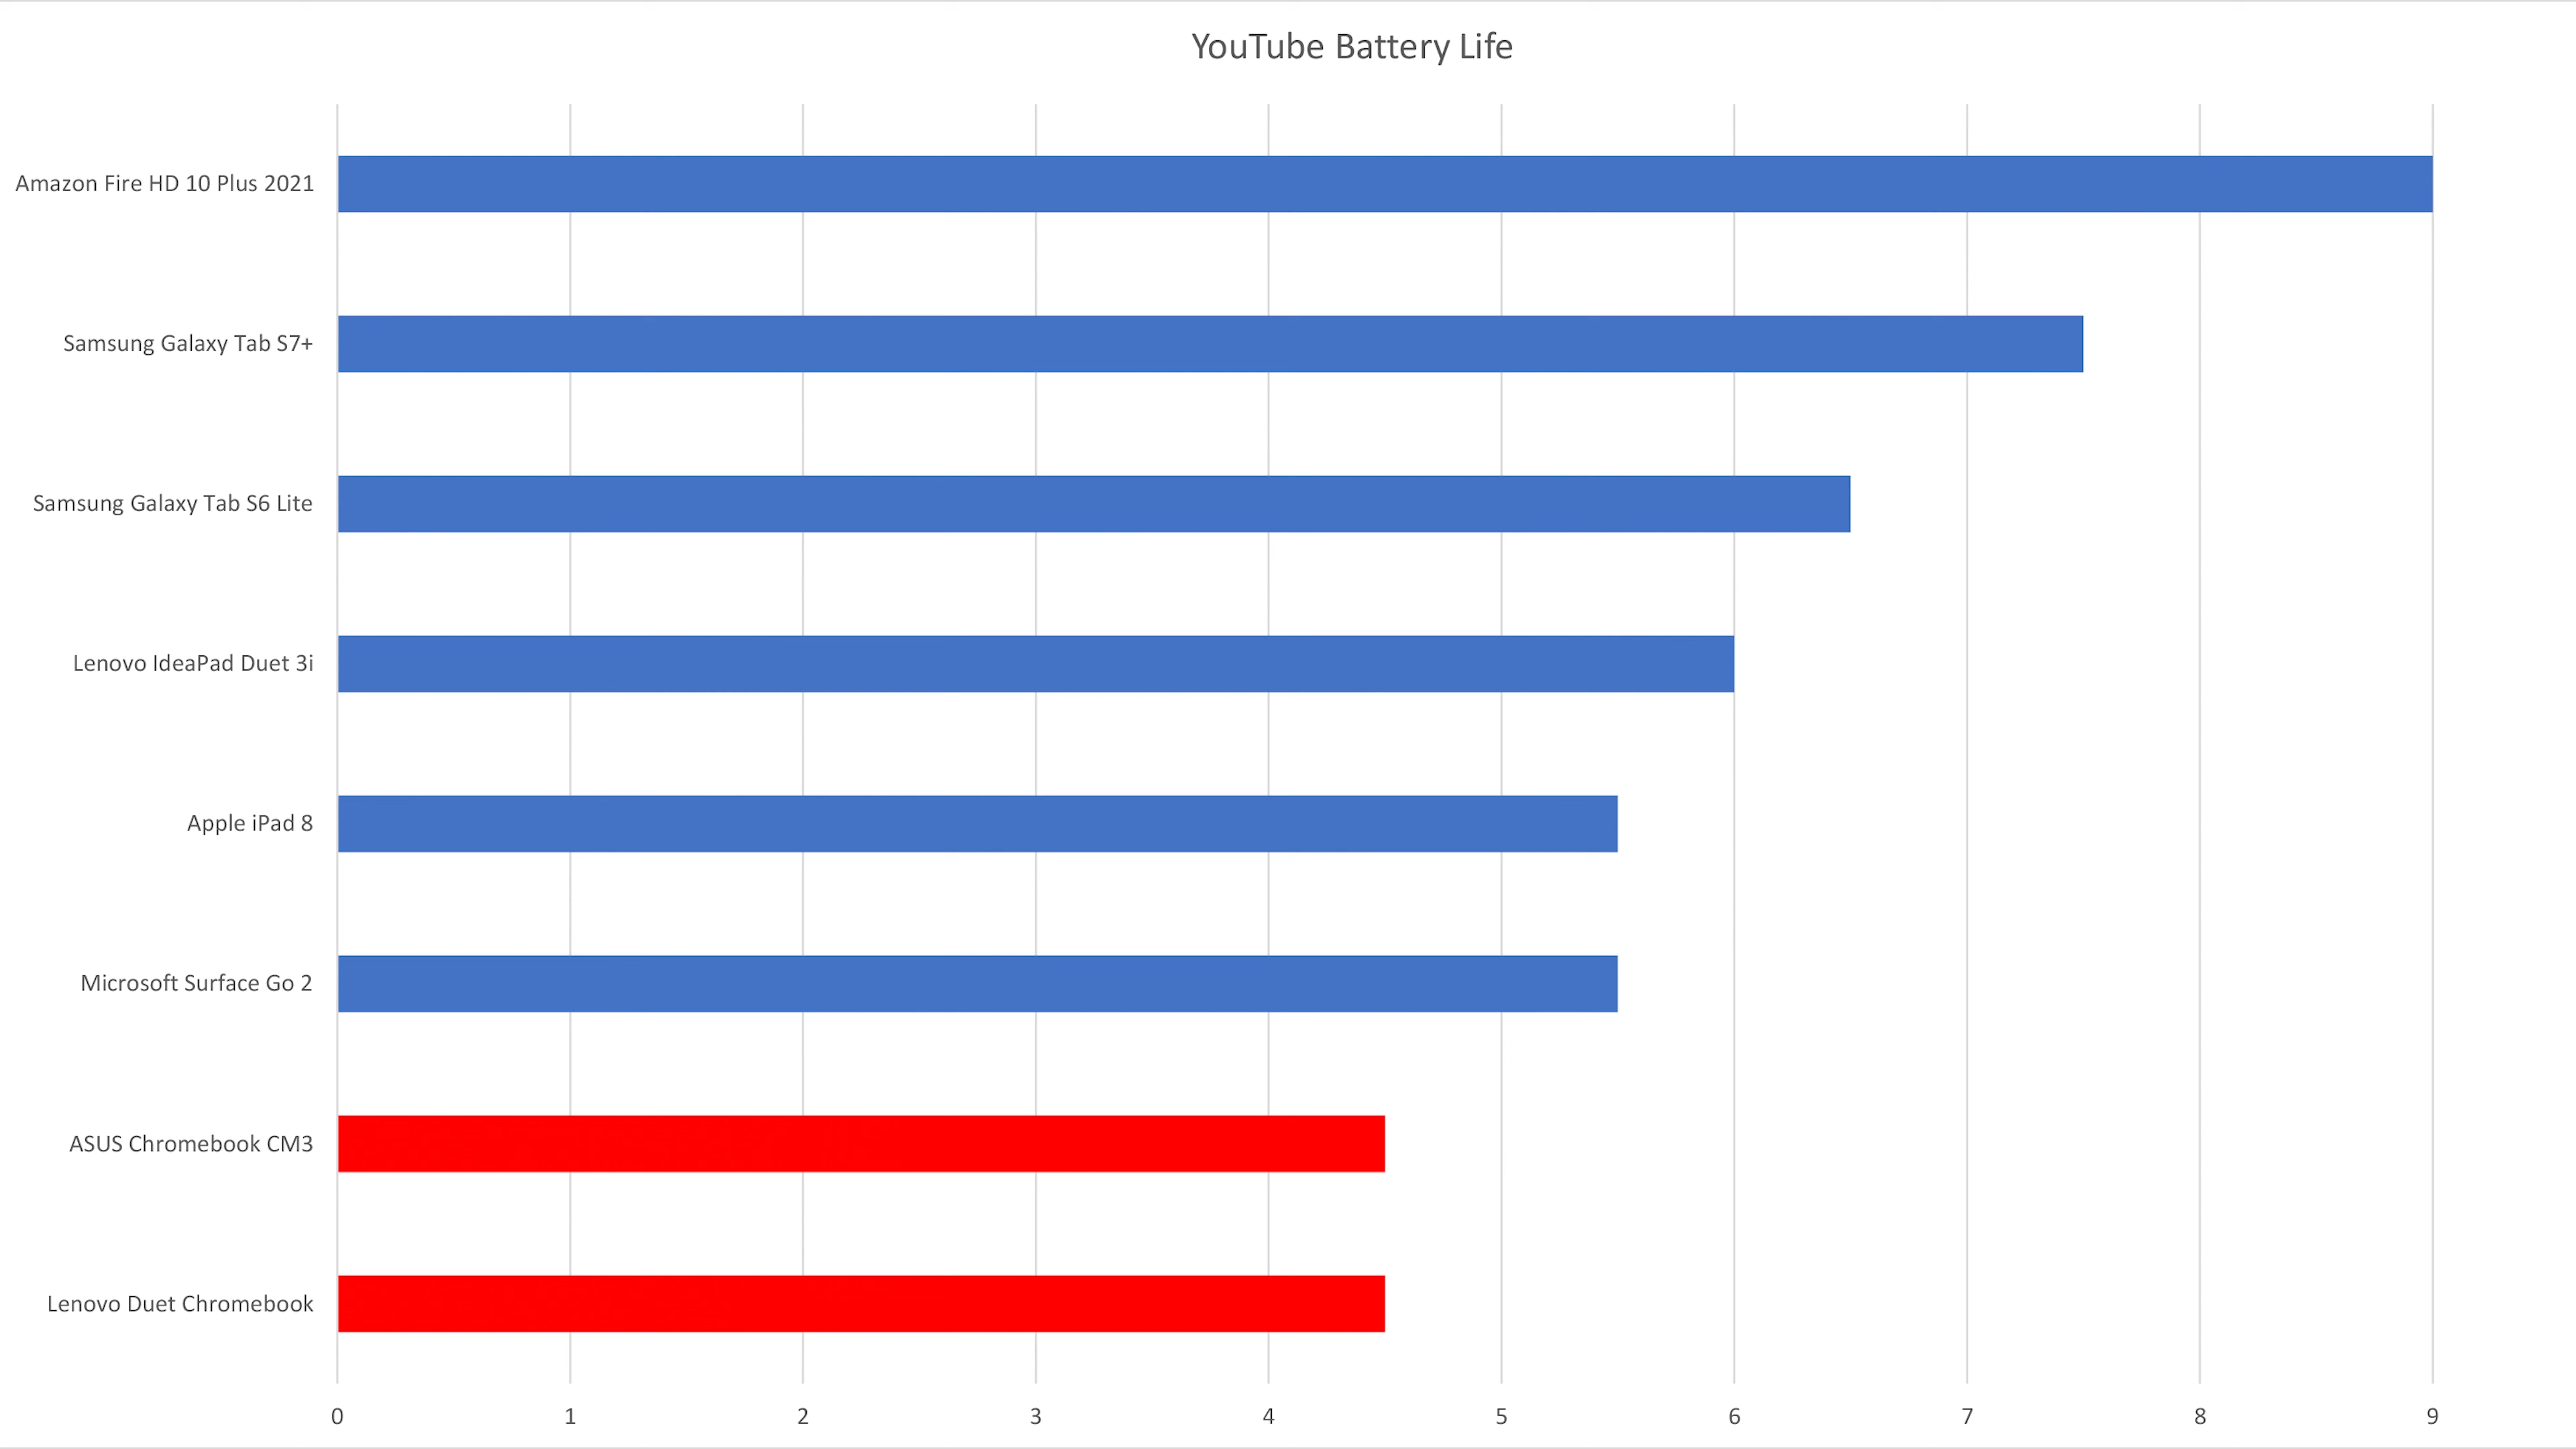 YouTube Battery Life
Amazon Fire HD 10 Plus 2021
Samsung Galaxy Tab S7+
Samsung Galaxy Tab S6 Lite
Lenovo IdeaPad Duet 3i
Apple iPad 8
Microsoft Surface Go 2
ASUS Chromebook CM3
Lenovo Duet Chromebook
0 1 2 3 4 5 6 7 8 9